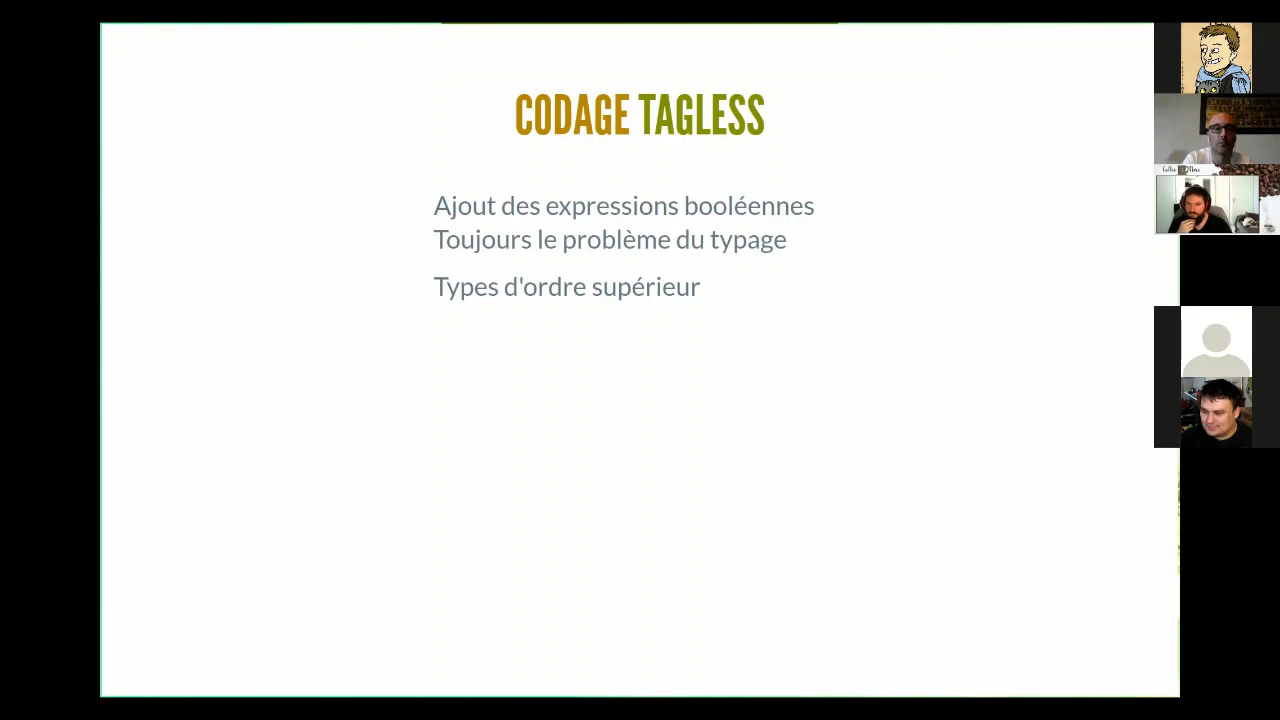 CODAGE TAGLESS
Ajout des expressions booléennes
Toujours le problème du typage
Types d'ordre supérieur